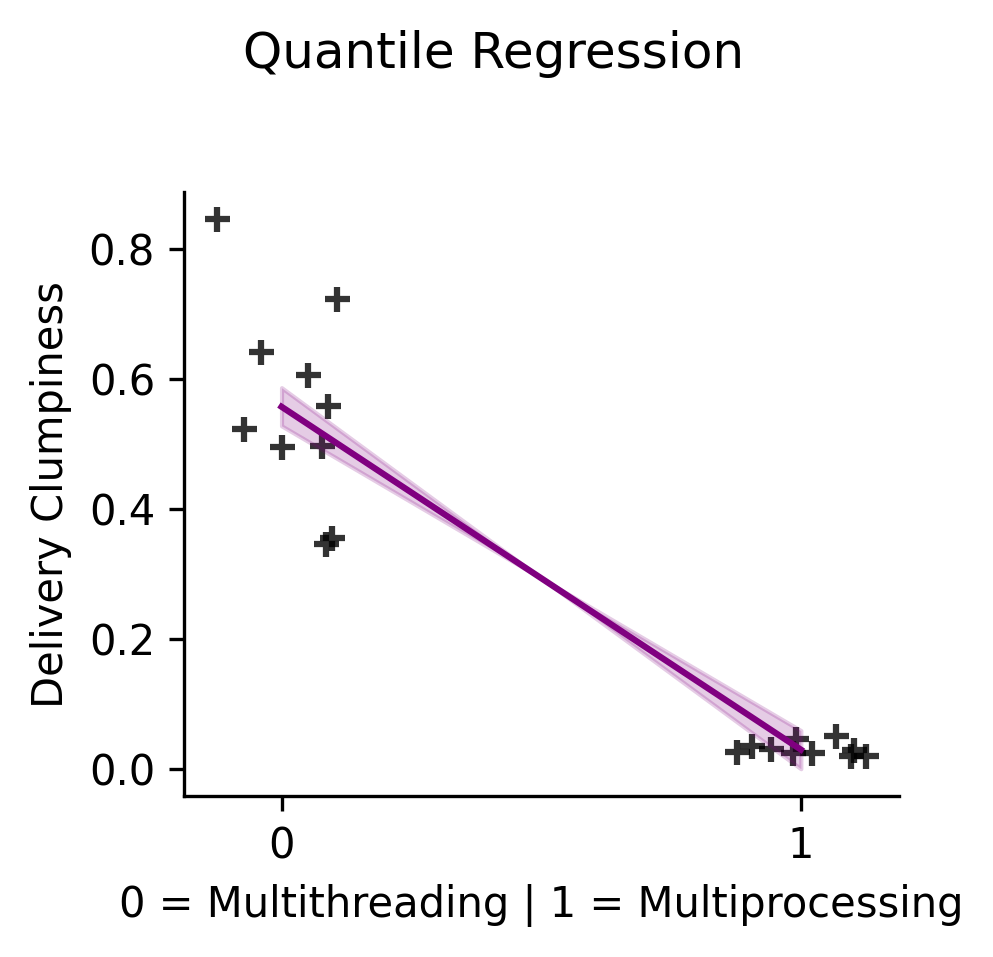 Quantile Regression
Delivery Clumpiness
0.8
0.6
0.4
0.2
0.0
0 1
0 = Multithreading | 1 = Multiprocessing